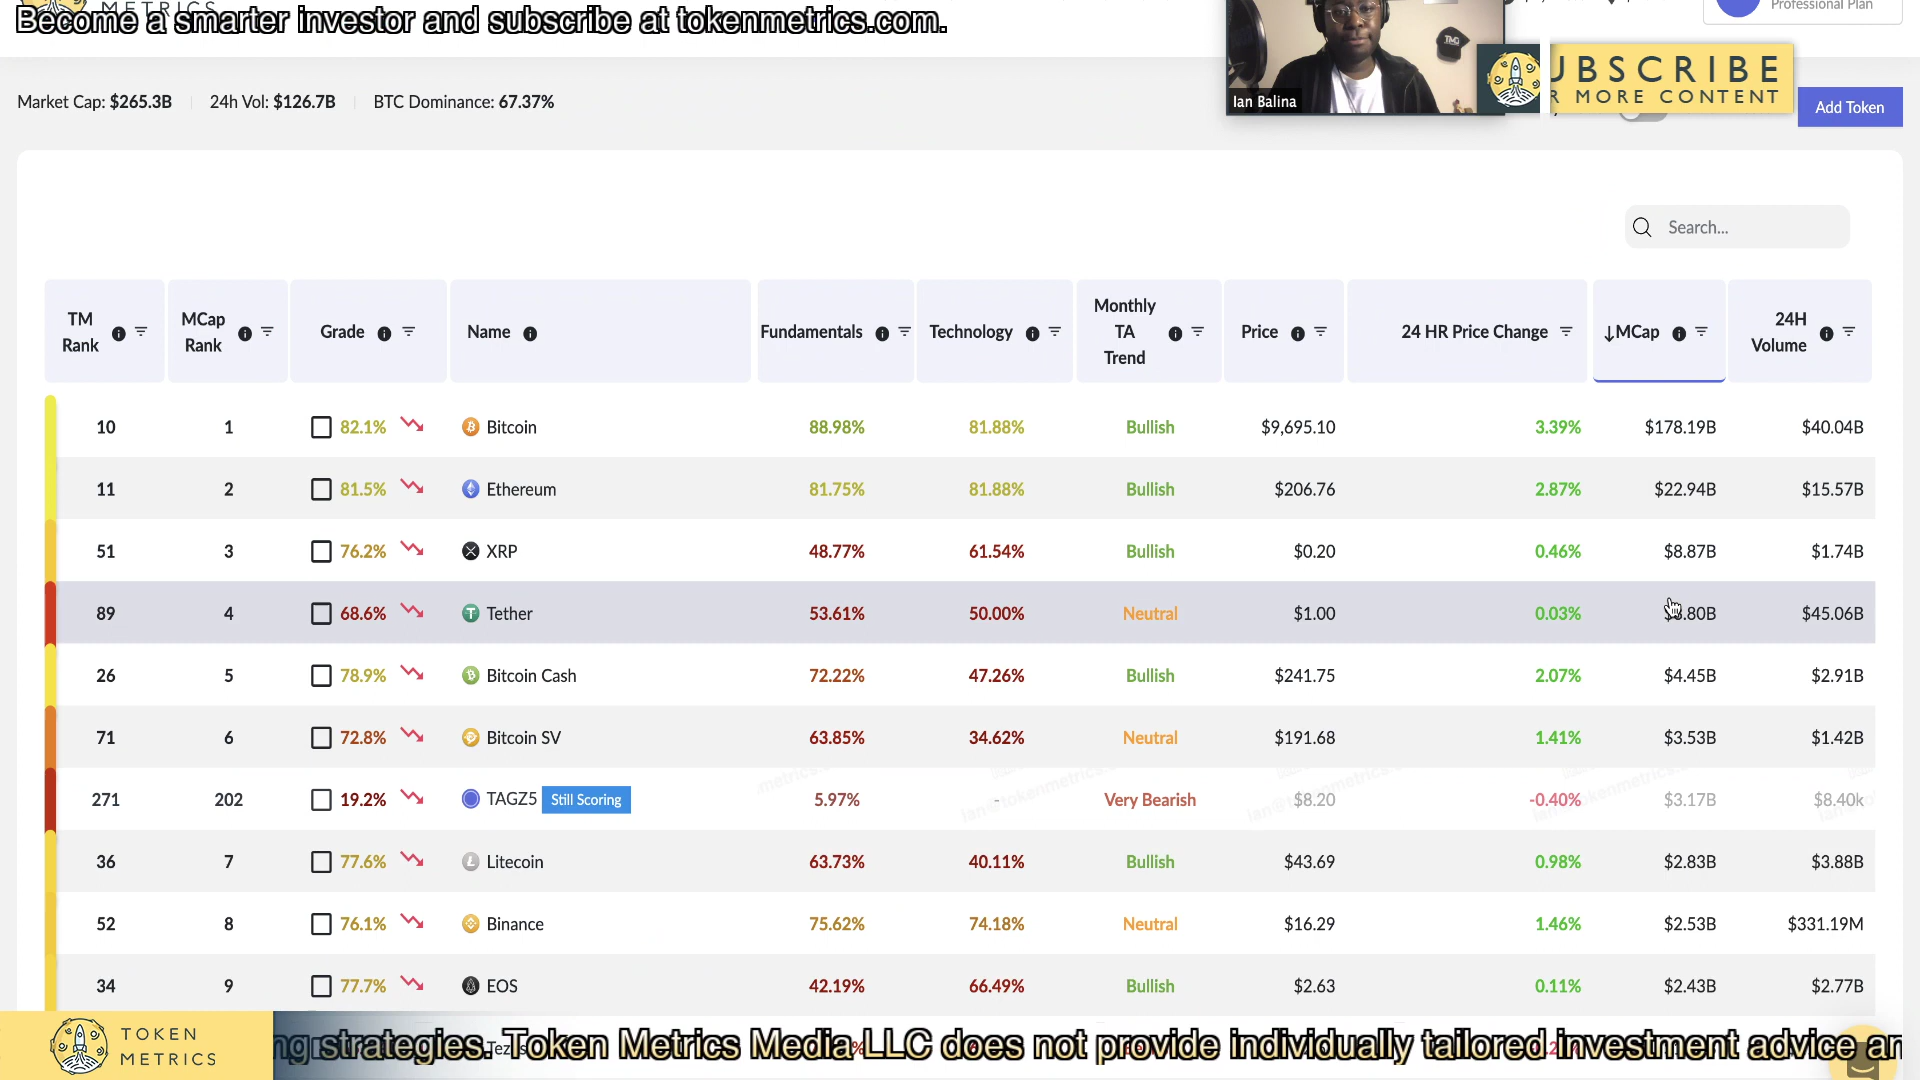 METRICS
Become a smarter investor and subscribe at tokenmetrics.com.
Professional Plan
TMG
Ian Balina
UBSCRIBE
R MORE CONTENT
Market Cap: $265.3B 24h Vol: $126.7B BTC Dominance: 67.37%
Add Token
Search...
TM Rank MCap Rank Grade Name Fundamentals Technology Monthly TA Trend Price 24 HR Price Change ↓MCap 24H Volume
10 1 82.1% Bitcoin 88.98% 81.88% Bullish $9,695.10 3.39% $178.19B $40.04B
11 2 81.5% Ethereum 81.75% 81.88% Bullish $206.76 2.87% $22.94B $15.57B
51 3 76.2% XRP 48.77% 61.54% Bullish $0.20 0.46% $8.87B $1.74B
89 4 68.6% Tether 53.61% 50.00% Neutral $1.00 0.03% .80B $45.06B
26 5 78.9% Bitcoin Cash 72.22% 47.26% Bullish $241.75 2.07% $4.45B $2.91B
71 6 72.8% Bitcoin SV 63.85% 34.62% Neutral $191.68 1.41% $3.53B $1.42B
271 202 19.2% TAGZ5 Still Scoring 5.97% - Very Bearish $8.20 -0.40% $3.17B $8.40k
36 7 77.6% Litecoin 63.73% 40.11% Bullish $43.69 0.98% $2.83B $3.88B
52 8 76.1% Binance 75.62% 74.18% Neutral $16.29 1.46% $2.53B $331.19M
34 9 77.7% EOS 42.19% 66.49% Bullish $2.63 0.11% $2.43B $2.77B
TOKEN METRICS
ng strategies. Token Metrics Media LLC does not provide individually tailored investment advice an